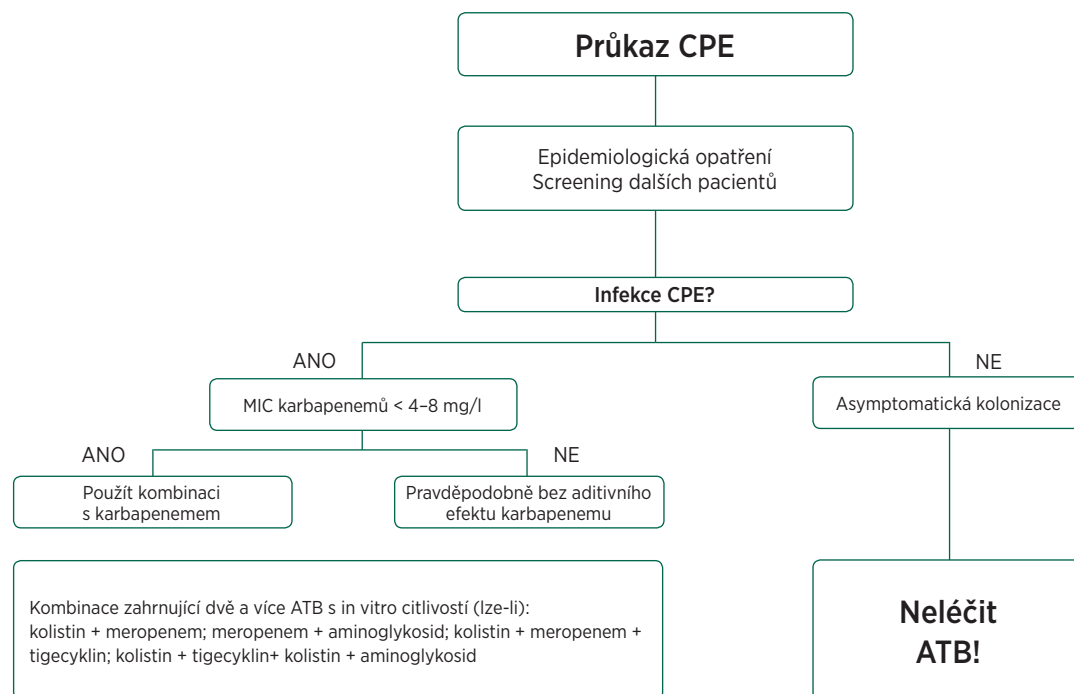 Průkaz CPE
Epidemiologická opatření
Screening dalších pacientů
Infekce CPE?
ANO
NE
MIC karbapenemů < 4–8 mg/l
Asymptomatická kolonizace
ANO
NE
Použít kombinaci
s karbapenemem
Pravděpodobně bez aditivního
efektu karbapenemu
Kombinace zahrnující dvě a více ATB s in vitro citlivostí (lze-li):
kolistin + meropenem; meropenem + aminoglykosid; kolistin + meropenem +
tigecyklin; kolistin + tigecyklin+ kolistin + aminoglykosid
Neléčit
ATB!